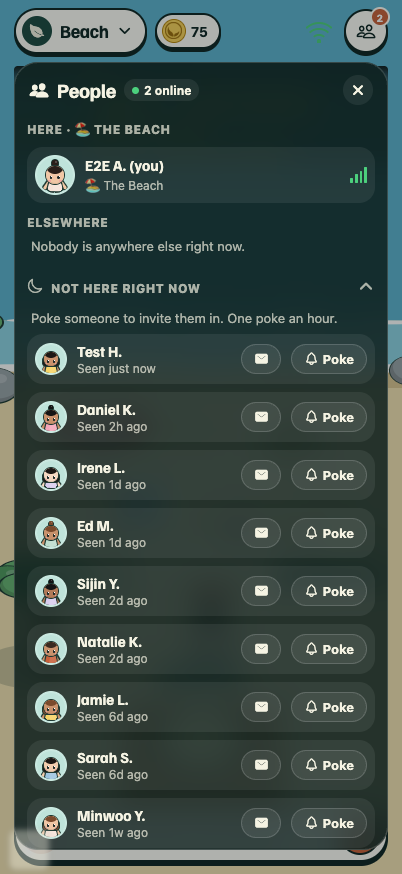 Beach
75
2
People
2 online
HERE · 🏖️ THE BEACH
E2E A. (you)
🏖️ The Beach
ELSEWHERE
Nobody is anywhere else right now.
NOT HERE RIGHT NOW
Poke someone to invite them in. One poke an hour.
Test H.
Seen just now
Poke
Daniel K.
Seen 2h ago
Poke
Irene L.
Seen 1d ago
Poke
Ed M.
Seen 1d ago
Poke
Sijin Y.
Seen 2d ago
Poke
Natalie K.
Seen 2d ago
Poke
Jamie L.
Seen 6d ago
Poke
Sarah S.
Seen 6d ago
Poke
Minwoo Y.
Seen 1w ago
Poke